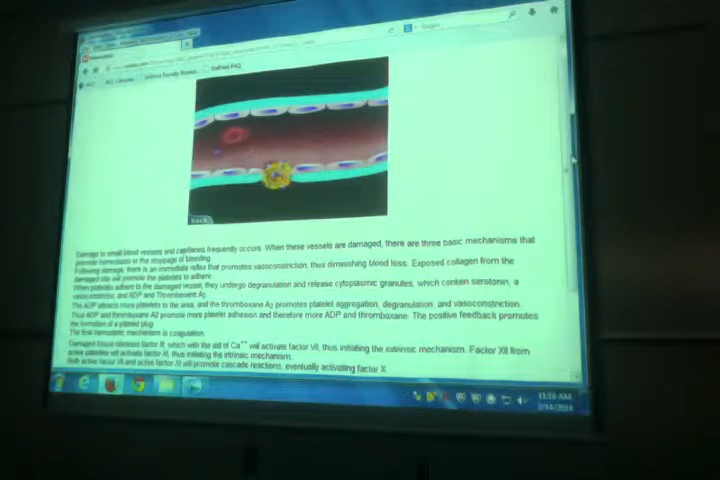 Google
Science Faculty
CarPrint FAQ
back
Damage to small blood vessels and capillaries frequently occurs. When these vessels are damaged, there are three basic mechanisms that
promote hemostasis or the stoppage of bleeding.
Following damage, there is an immediate reflex that promotes vasoconstriction, thus diminishing blood loss. Exposed collagen from the
damaged site will promote the platelets to adhere.
When platelets adhere to the damaged vessel, they undergo degranulation and release cytoplasmic granules, which contain serotonin, a
vasoconstrictor, and ADP and Thromboxane A₂.
The ADP attracts more platelets to the area, and the thromboxane A₂ promotes platelet aggregation, degranulation, and vasoconstriction.
Thus ADP and thromboxane A2 promote more platelet adhesion and therefore more ADP and thromboxane. The positive feedback promotes
the formation of a platelet plug.
The final hemostatic mechanism is coagulation.
Damaged tissue releases factor III, which with the aid of Ca⁺⁺ will activate factor VII, thus initiating the extrinsic mechanism. Factor XII from
active platelets will activate factor XI, thus initiating the intrinsic mechanism.
Both active factor VII and active factor XI will promote cascade reactions, eventually activating factor X.